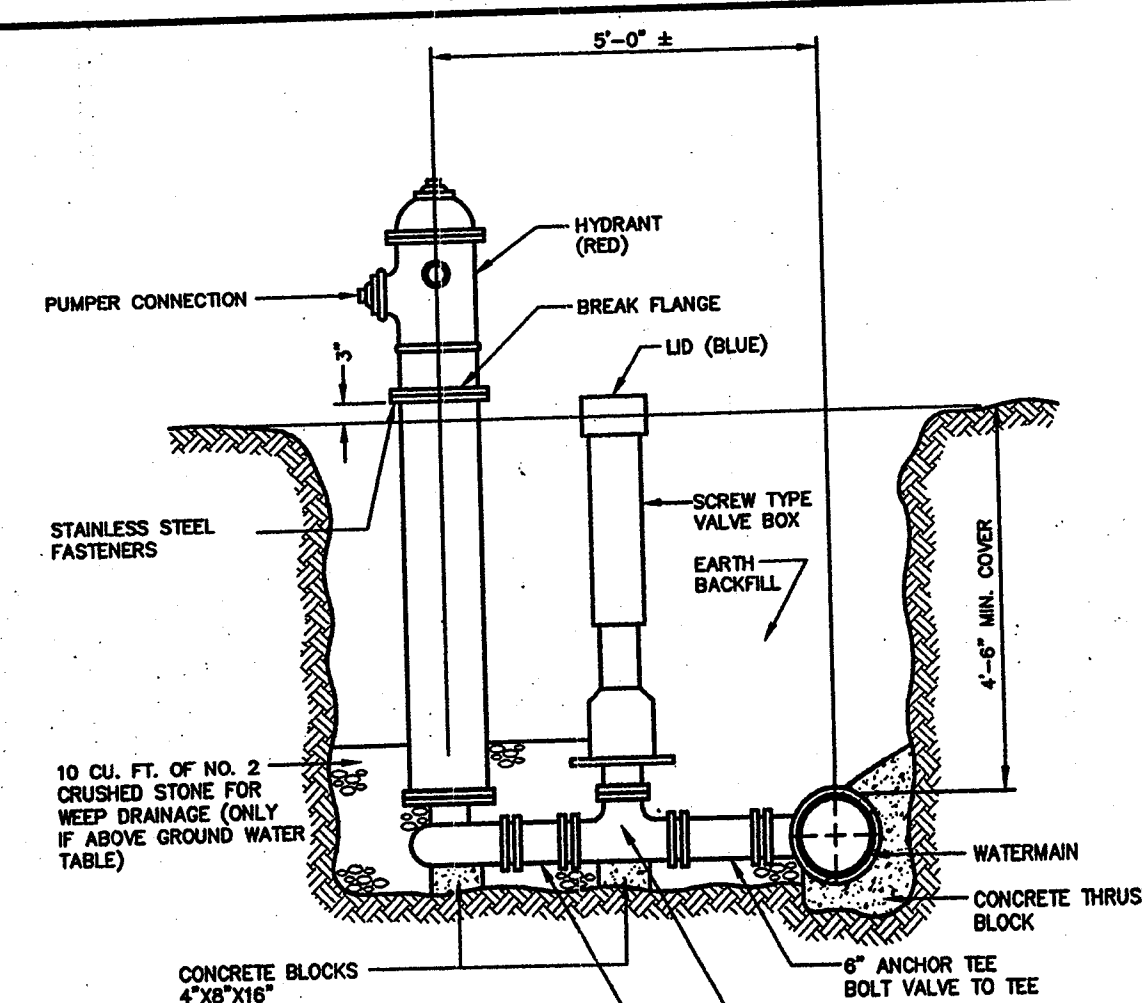 5'-0" ±
HYDRANT
(RED)
PUMPER CONNECTION
BREAK FLANGE
3"
LID (BLUE)
STAINLESS STEEL
FASTENERS
SCREW TYPE
VALVE BOX
EARTH
BACKFILL
4'-6" MIN. COVER
10 CU. FT. OF NO. 2
CRUSHED STONE FOR
WEEP DRAINAGE (ONLY
IF ABOVE GROUND WATER
TABLE)
WATERMAIN
CONCRETE THRUS
BLOCK
CONCRETE BLOCKS
4"X8"X16"
6" ANCHOR TEE
BOLT VALVE TO TEE